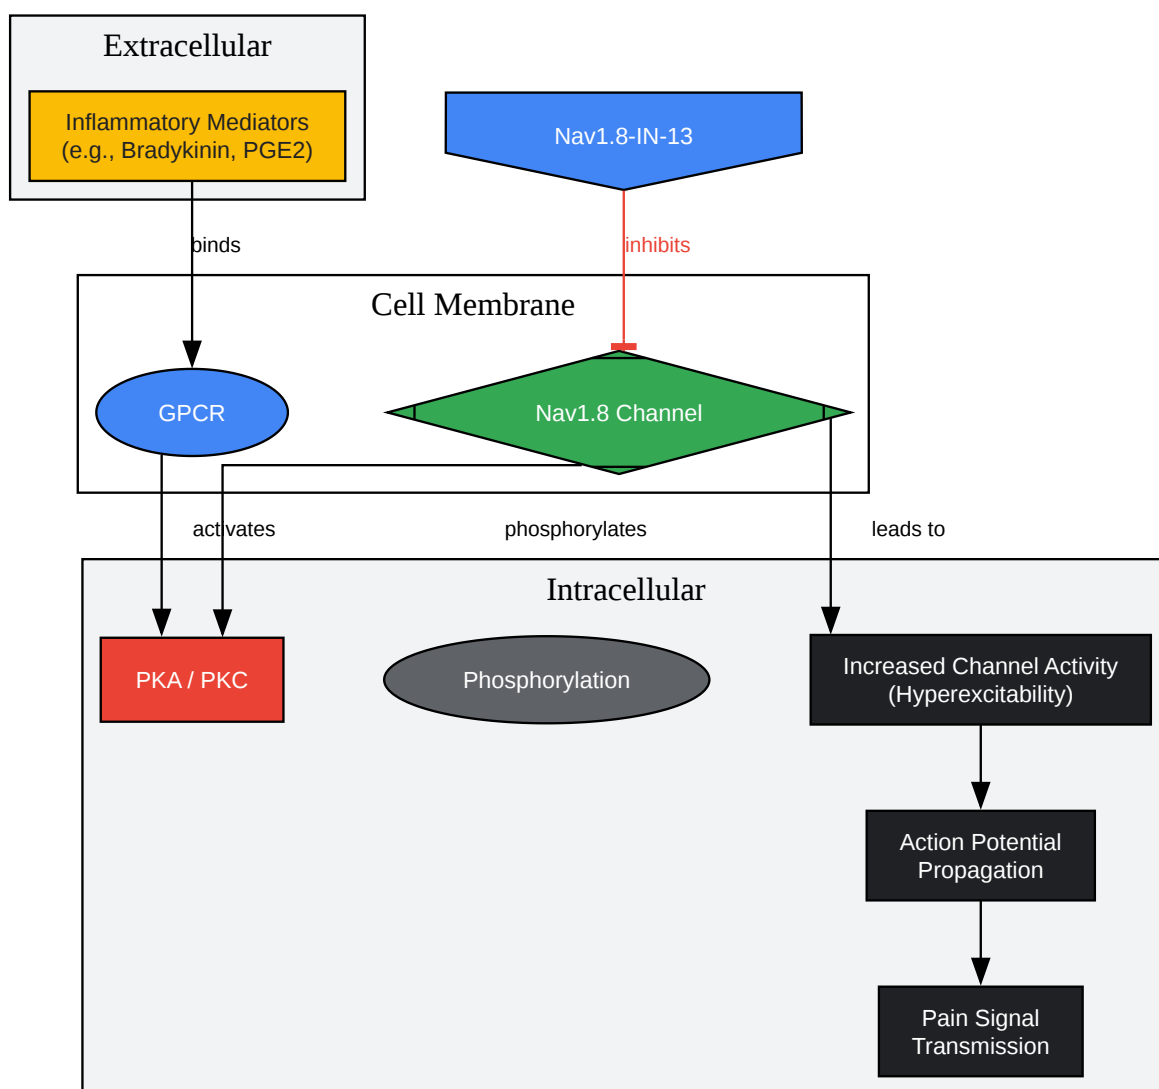 Extracellular
Inflammatory Mediators
(e.g., Bradykinin, PGE2)
Nav1.8-IN-13
binds
inhibits
Cell Membrane
GPCR
Nav1.8 Channel
activates
phosphorylates
leads to
Intracellular
PKA / PKC
Phosphorylation
Increased Channel Activity
(Hyperexcitability)
Action Potential
Propagation
Pain Signal
Transmission